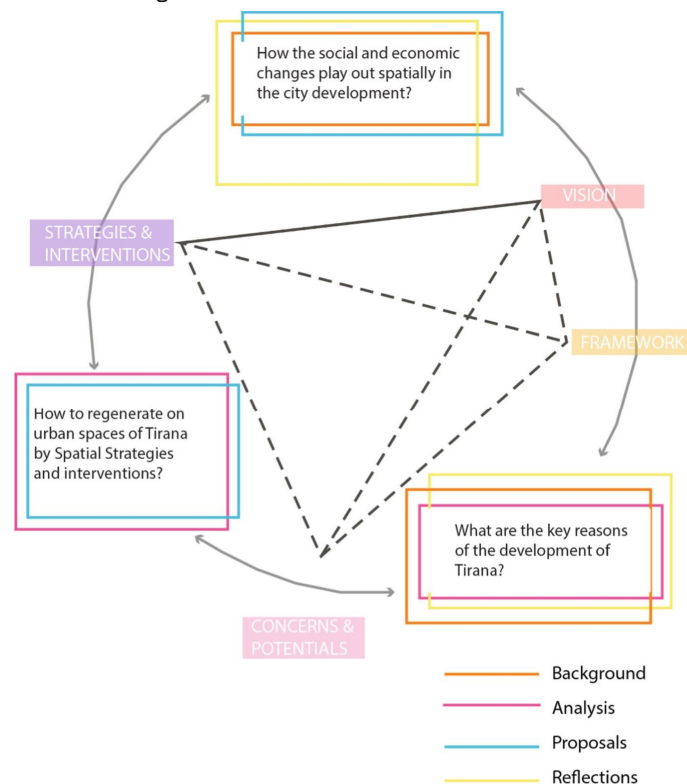 How the social and economic
changes play out spatially in
the city development?
VISION
STRATEGIES &
INTERVENTIONS
FRAMEWORK
How to regenerate on
urban spaces of Tirana
by Spatial Strategies
and interventions?
What are the key reasons
of the development of
Tirana?
CONCERNS &
POTENTIALS
Background
Analysis
Proposals
Reflections